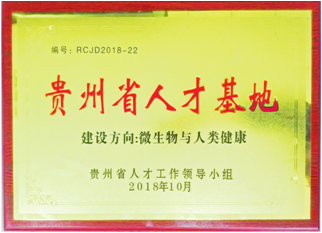 编号：RCJD2018-22
贵州省人才基地
建设方向:微生物与人类健康
贵州省人才工作领导小组
2018年10月